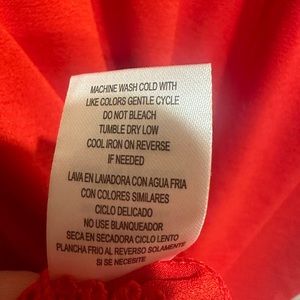 MACHINE WASH COLD WITH
LIKE COLORS GENTLE CYCLE
DO NOT BLEACH
TUMBLE DRY LOW
COOL IRON ON REVERSE
IF NEEDED
LAVA EN LAVADORA CON AGUA FRIA
CON COLORES SIMILARES
CICLO DELICADO
NO USE BLANQUEADOR
SECA EN SECADORA CICLO LENTO
PLANCHA FRIO AL REVERSO SOLAMENTE
SI SE NECESITE